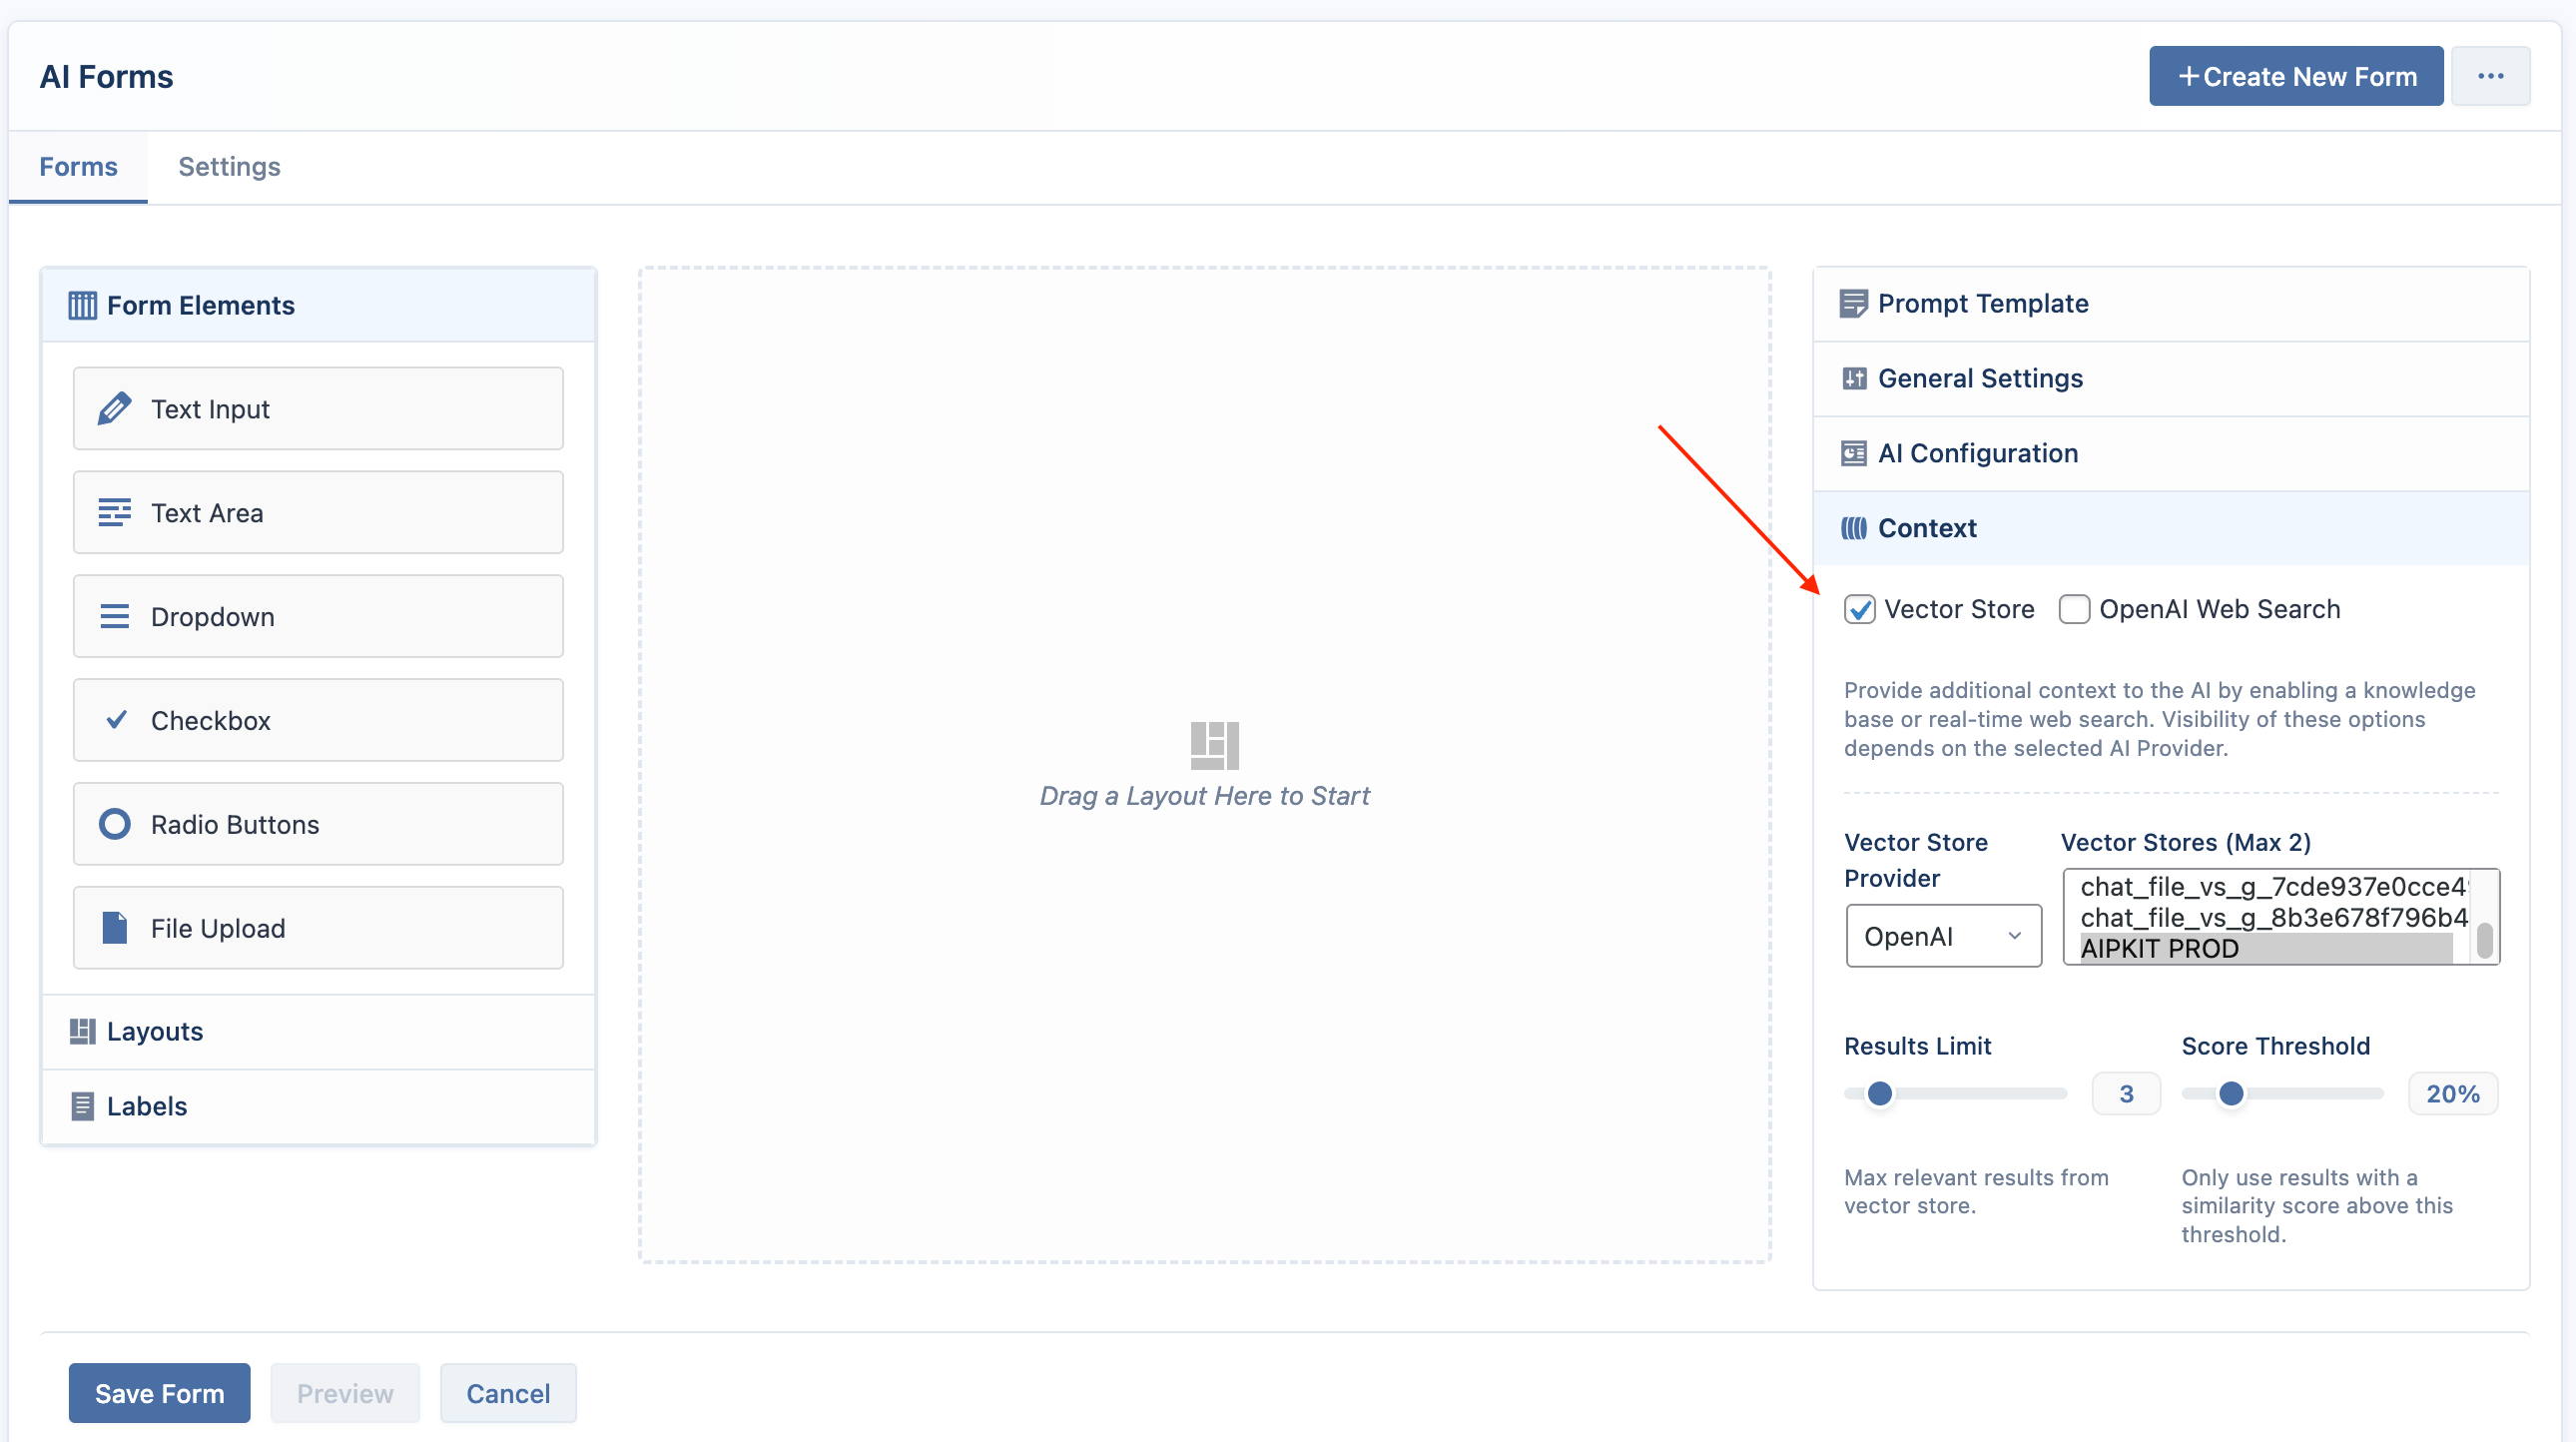 AI Forms
+Create New Form
Forms
Settings
Form Elements
Text Input
Text Area
Dropdown
Checkbox
Radio Buttons
File Upload
Layouts
Labels
Drag a Layout Here to Start
Prompt Template
General Settings
AI Configuration
Context
Vector Store
OpenAI Web Search
Provide additional context to the AI by enabling a knowledge
base or real-time web search. Visibility of these options
depends on the selected AI Provider.
Vector Store
Provider
OpenAI
Vector Stores (Max 2)
chat_file_vs_g_7cde937e0cce4
chat_file_vs_g_8b3e678f796b4
AIPKIT PROD
Results Limit
3
Max relevant results from
vector store.
Score Threshold
20%
Only use results with a
similarity score above this
threshold.
Save Form
Preview
Cancel